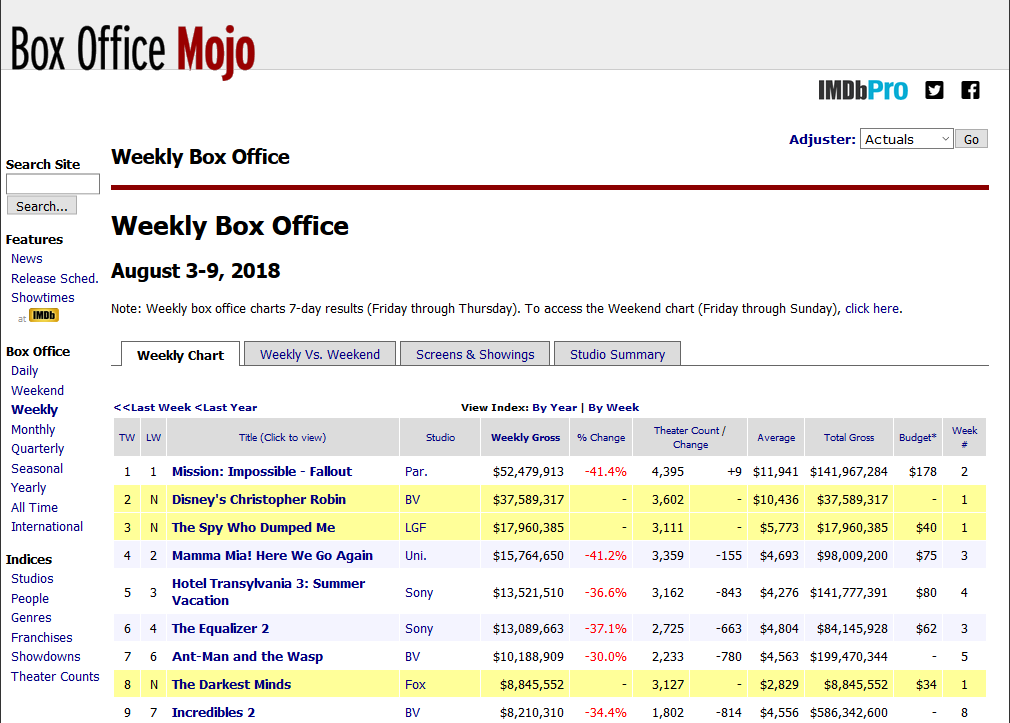 Box Office Mojo
IMDbPro
Adjuster: Actuals Go
Search Site
Search...
Features
News
Release Sched.
Showtimes
at IMDb
Box Office
Daily
Weekend
Weekly
Monthly
Quarterly
Seasonal
Yearly
All Time
International
Indices
Studios
People
Genres
Franchises
Showdowns
Theater Counts
Weekly Box Office
Weekly Box Office
August 3-9, 2018
Note: Weekly box office charts 7-day results (Friday through Thursday). To access the Weekend chart (Friday through Sunday), click here.
Weekly Chart Weekly Vs. Weekend Screens & Showings Studio Summary
<<Last Week <Last Year View Index: By Year | By Week
TW LW Title (Click to view) Studio Weekly Gross % Change Theater Count / Change Average Total Gross Budget* Week #
1 1 Mission: Impossible - Fallout Par. $52,479,913 -41.4% 4,395 +9 $11,941 $141,967,284 $178 2
2 N Disney's Christopher Robin BV $37,589,317 - 3,602 - $10,436 $37,589,317 - 1
3 N The Spy Who Dumped Me LGF $17,960,385 - 3,111 - $5,773 $17,960,385 $40 1
4 2 Mamma Mia! Here We Go Again Uni. $15,764,650 -41.2% 3,359 -155 $4,693 $98,009,200 $75 3
5 3 Hotel Transylvania 3: Summer Vacation Sony $13,521,510 -36.6% 3,162 -843 $4,276 $141,777,391 $80 4
6 4 The Equalizer 2 Sony $13,089,663 -37.1% 2,725 -663 $4,804 $84,145,928 $62 3
7 6 Ant-Man and the Wasp BV $10,188,909 -30.0% 2,233 -780 $4,563 $199,470,344 - 5
8 N The Darkest Minds Fox $8,845,552 - 3,127 - $2,829 $8,845,552 $34 1
9 7 Incredibles 2 BV $8,210,310 -34.4% 1,802 -814 $4,556 $586,342,600 - 8